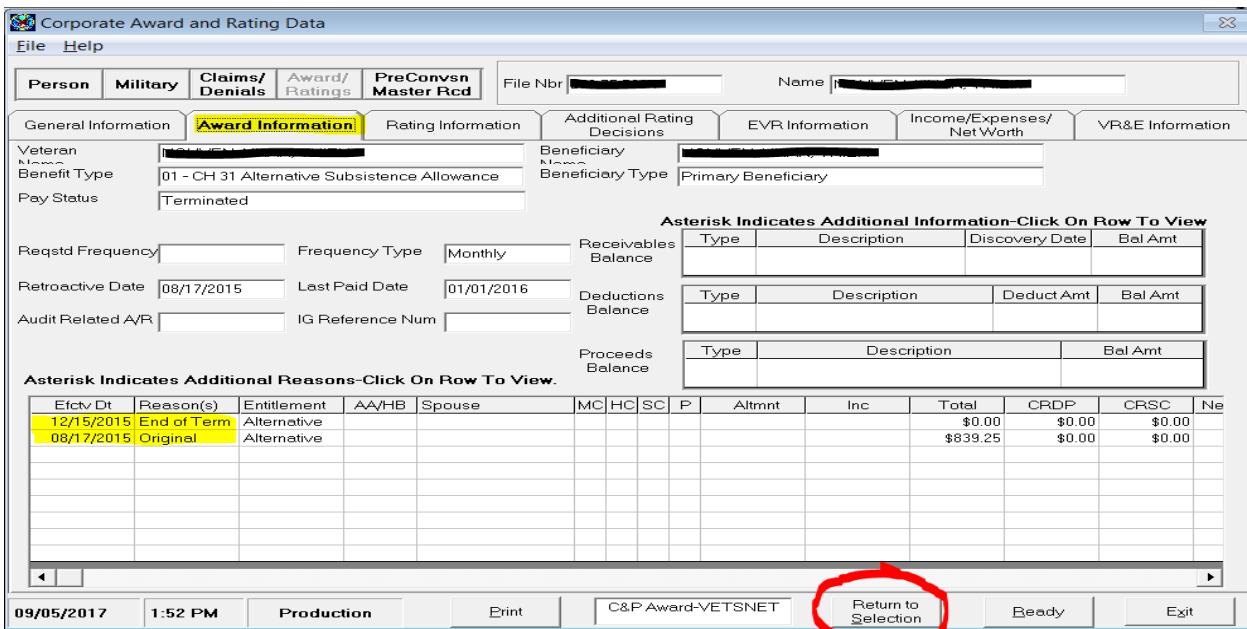 Corporate Award and Rating Data
File Help
Person Military Claims/ Denials Award/ Ratings PreConvsn Master Rcd File Nbr Name
General Information Award Information Rating Information Additional Rating Decisions EVR Information Income/Expenses/ Net Worth VR&E Information
Veteran Name Beneficiary Name
Benefit Type 01 - CH 31 Alternative Subsistence Allowance Beneficiary Type Primary Beneficiary
Pay Status Terminated
Asterisk Indicates Additional Information-Click On Row To View
Reqstd Frequency Frequency Type Monthly Receivables Balance Type Description Discovery Date Bal Amt
Retroactive Date 08/17/2015 Last Paid Date 01/01/2016 Deductions Balance Type Description Deduct Amt Bal Amt
Audit Related A/R IG Reference Num
Proceeds Balance Type Description Bal Amt
Asterisk Indicates Additional Reasons-Click On Row To View.
Efctv Dt Reason(s) Entitlement AA/HB Spouse MC HC SC P Altmnt Inc Total CRDP CRSC Ne
12/15/2015 End of Term Alternative $0.00 $0.00 $0.00
08/17/2015 Original Alternative $839.25 $0.00 $0.00
09/05/2017 1:52 PM Production Print C&P Award-VETSNET Return to Selection Ready Exit